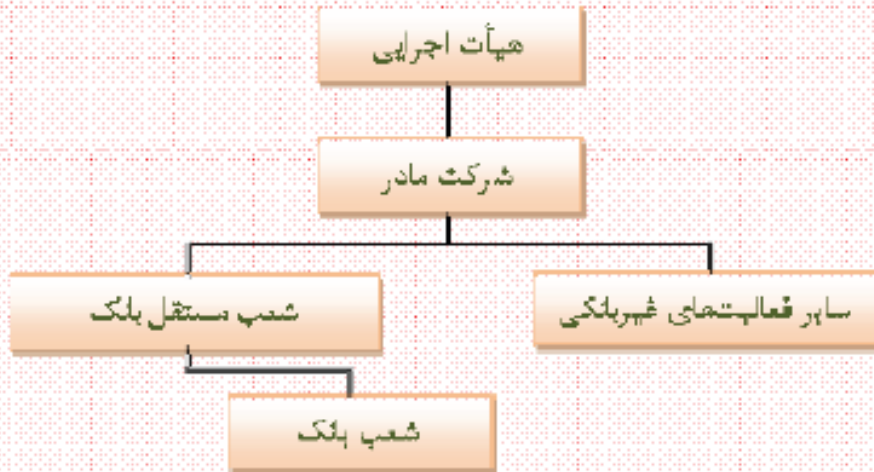 هیأت اجرایی
شرکت مادر
سایر فعالیت‌های غیربانکی
شعب مستقل بانک
شعب بانک